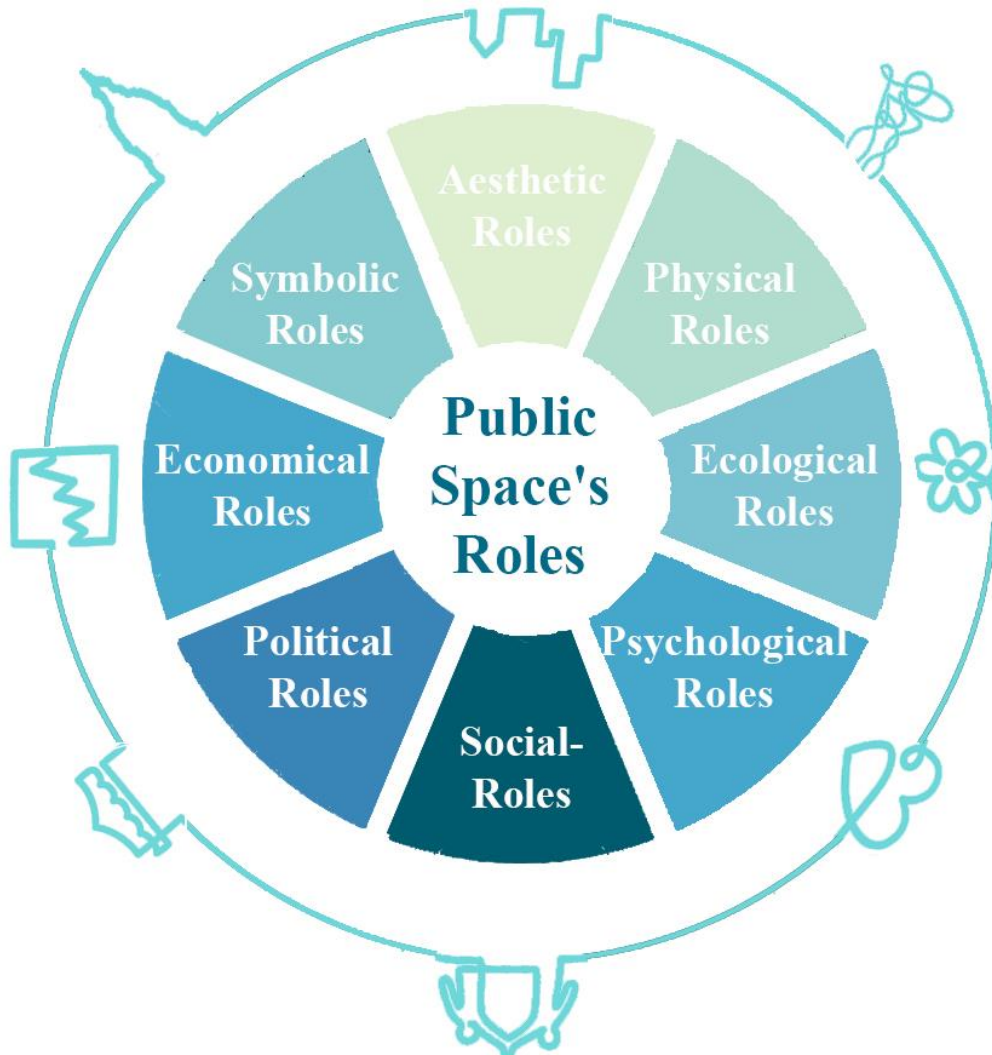 Public
Space's
Roles
Aesthetic
Roles
Physical
Roles
Ecological
Roles
Psychological
Roles
Social-
Roles
Political
Roles
Economical
Roles
Symbolic
Roles